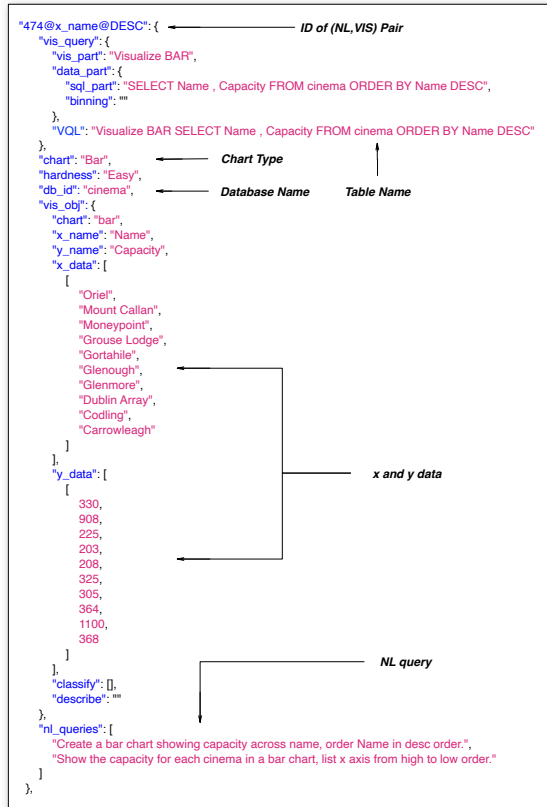 "474@x_name@DESC": {
ID of (NL,VIS) Pair
"vis_query": {
"vis_part": "Visualize BAR",
"data_part": {
"sql_part": "SELECT Name , Capacity FROM cinema ORDER BY Name DESC",
"binning": ""
},
"VQL": "Visualize BAR SELECT Name , Capacity FROM cinema ORDER BY Name DESC"
},
"chart": "Bar",
Chart Type
"hardness": "Easy",
"db_id": "cinema",
Database Name
Table Name
"vis_obj": {
"chart": "bar",
"x_name": "Name",
"y_name": "Capacity",
"x_data": [
[
"Oriel",
"Mount Callan",
"Moneypoint",
"Grouse Lodge",
"Gortahile",
"Glenough",
"Glenmore",
"Dublin Array",
"Codling",
"Carrowleagh"
]
],
x and y data
"y_data": [
[
330,
908,
225,
203,
208,
325,
305,
364,
1100,
368
]
],
NL query
"classify": [],
"describe": ""
},
"nl_queries": [
"Create a bar chart showing capacity across name, order Name in desc order.",
"Show the capacity for each cinema in a bar chart, list x axis from high to low order."
]
},